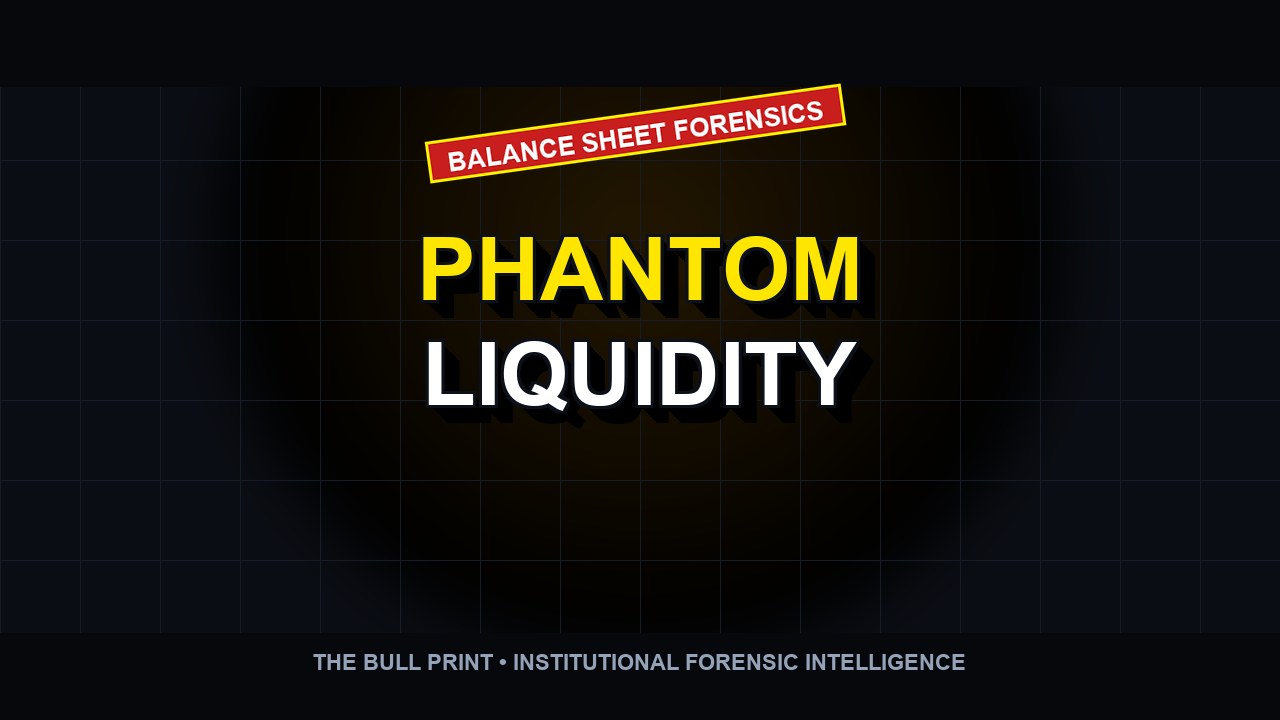 BALANCE SHEET FORENSICS
PHANTOM
LIQUIDITY
THE BULL PRINT • INSTITUTIONAL FORENSIC INTELLIGENCE